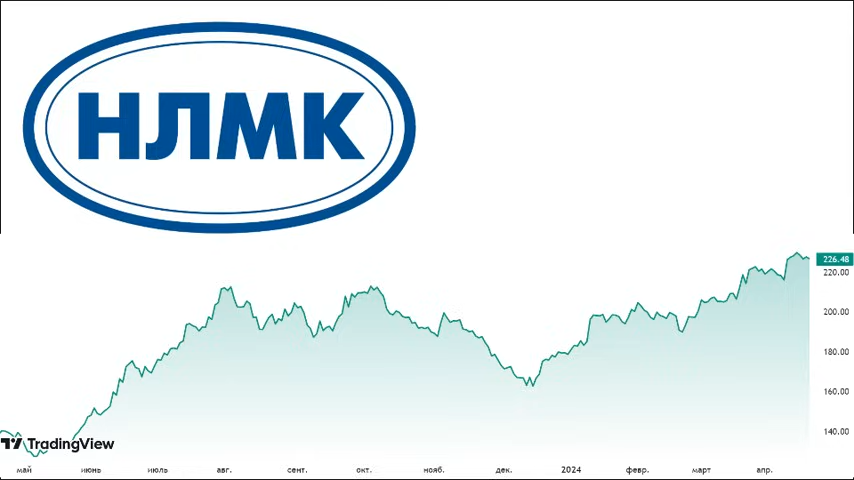 НЛМК
226.48
220.00
200.00
180.00
160.00
140.00
TradingView
май июнь июль авг. сент. окт. нояб. дек. 2024 февр. март апр.